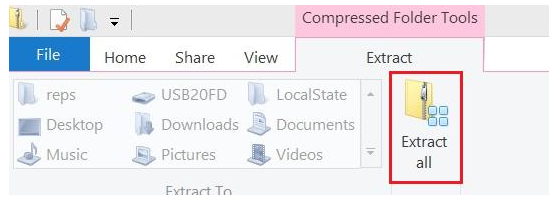 Compressed Folder Tools
File Home Share View Extract
reps USB20FD LocalState
Desktop Downloads Documents
Music Pictures Videos
Extract
all
Extract To